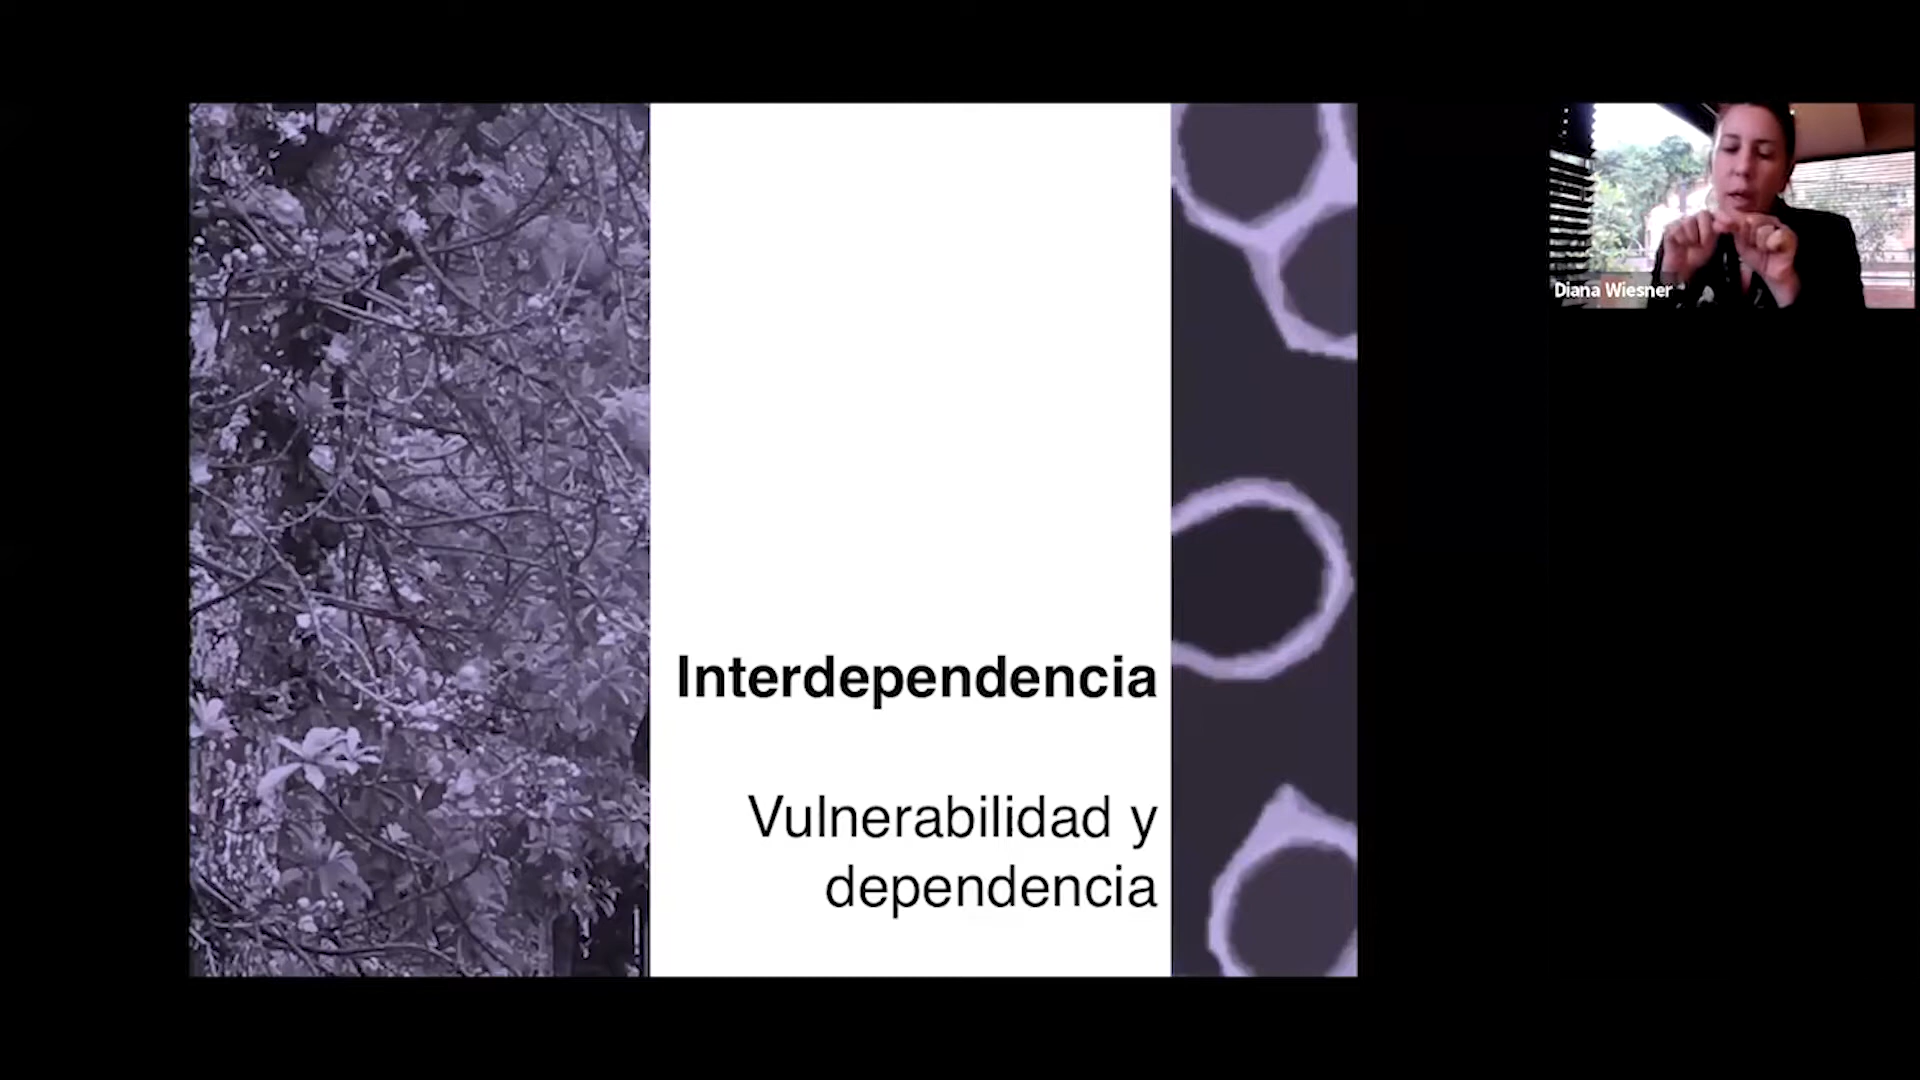 Interdependencia
Vulnerabilidad y
dependencia
Diana Wiesner